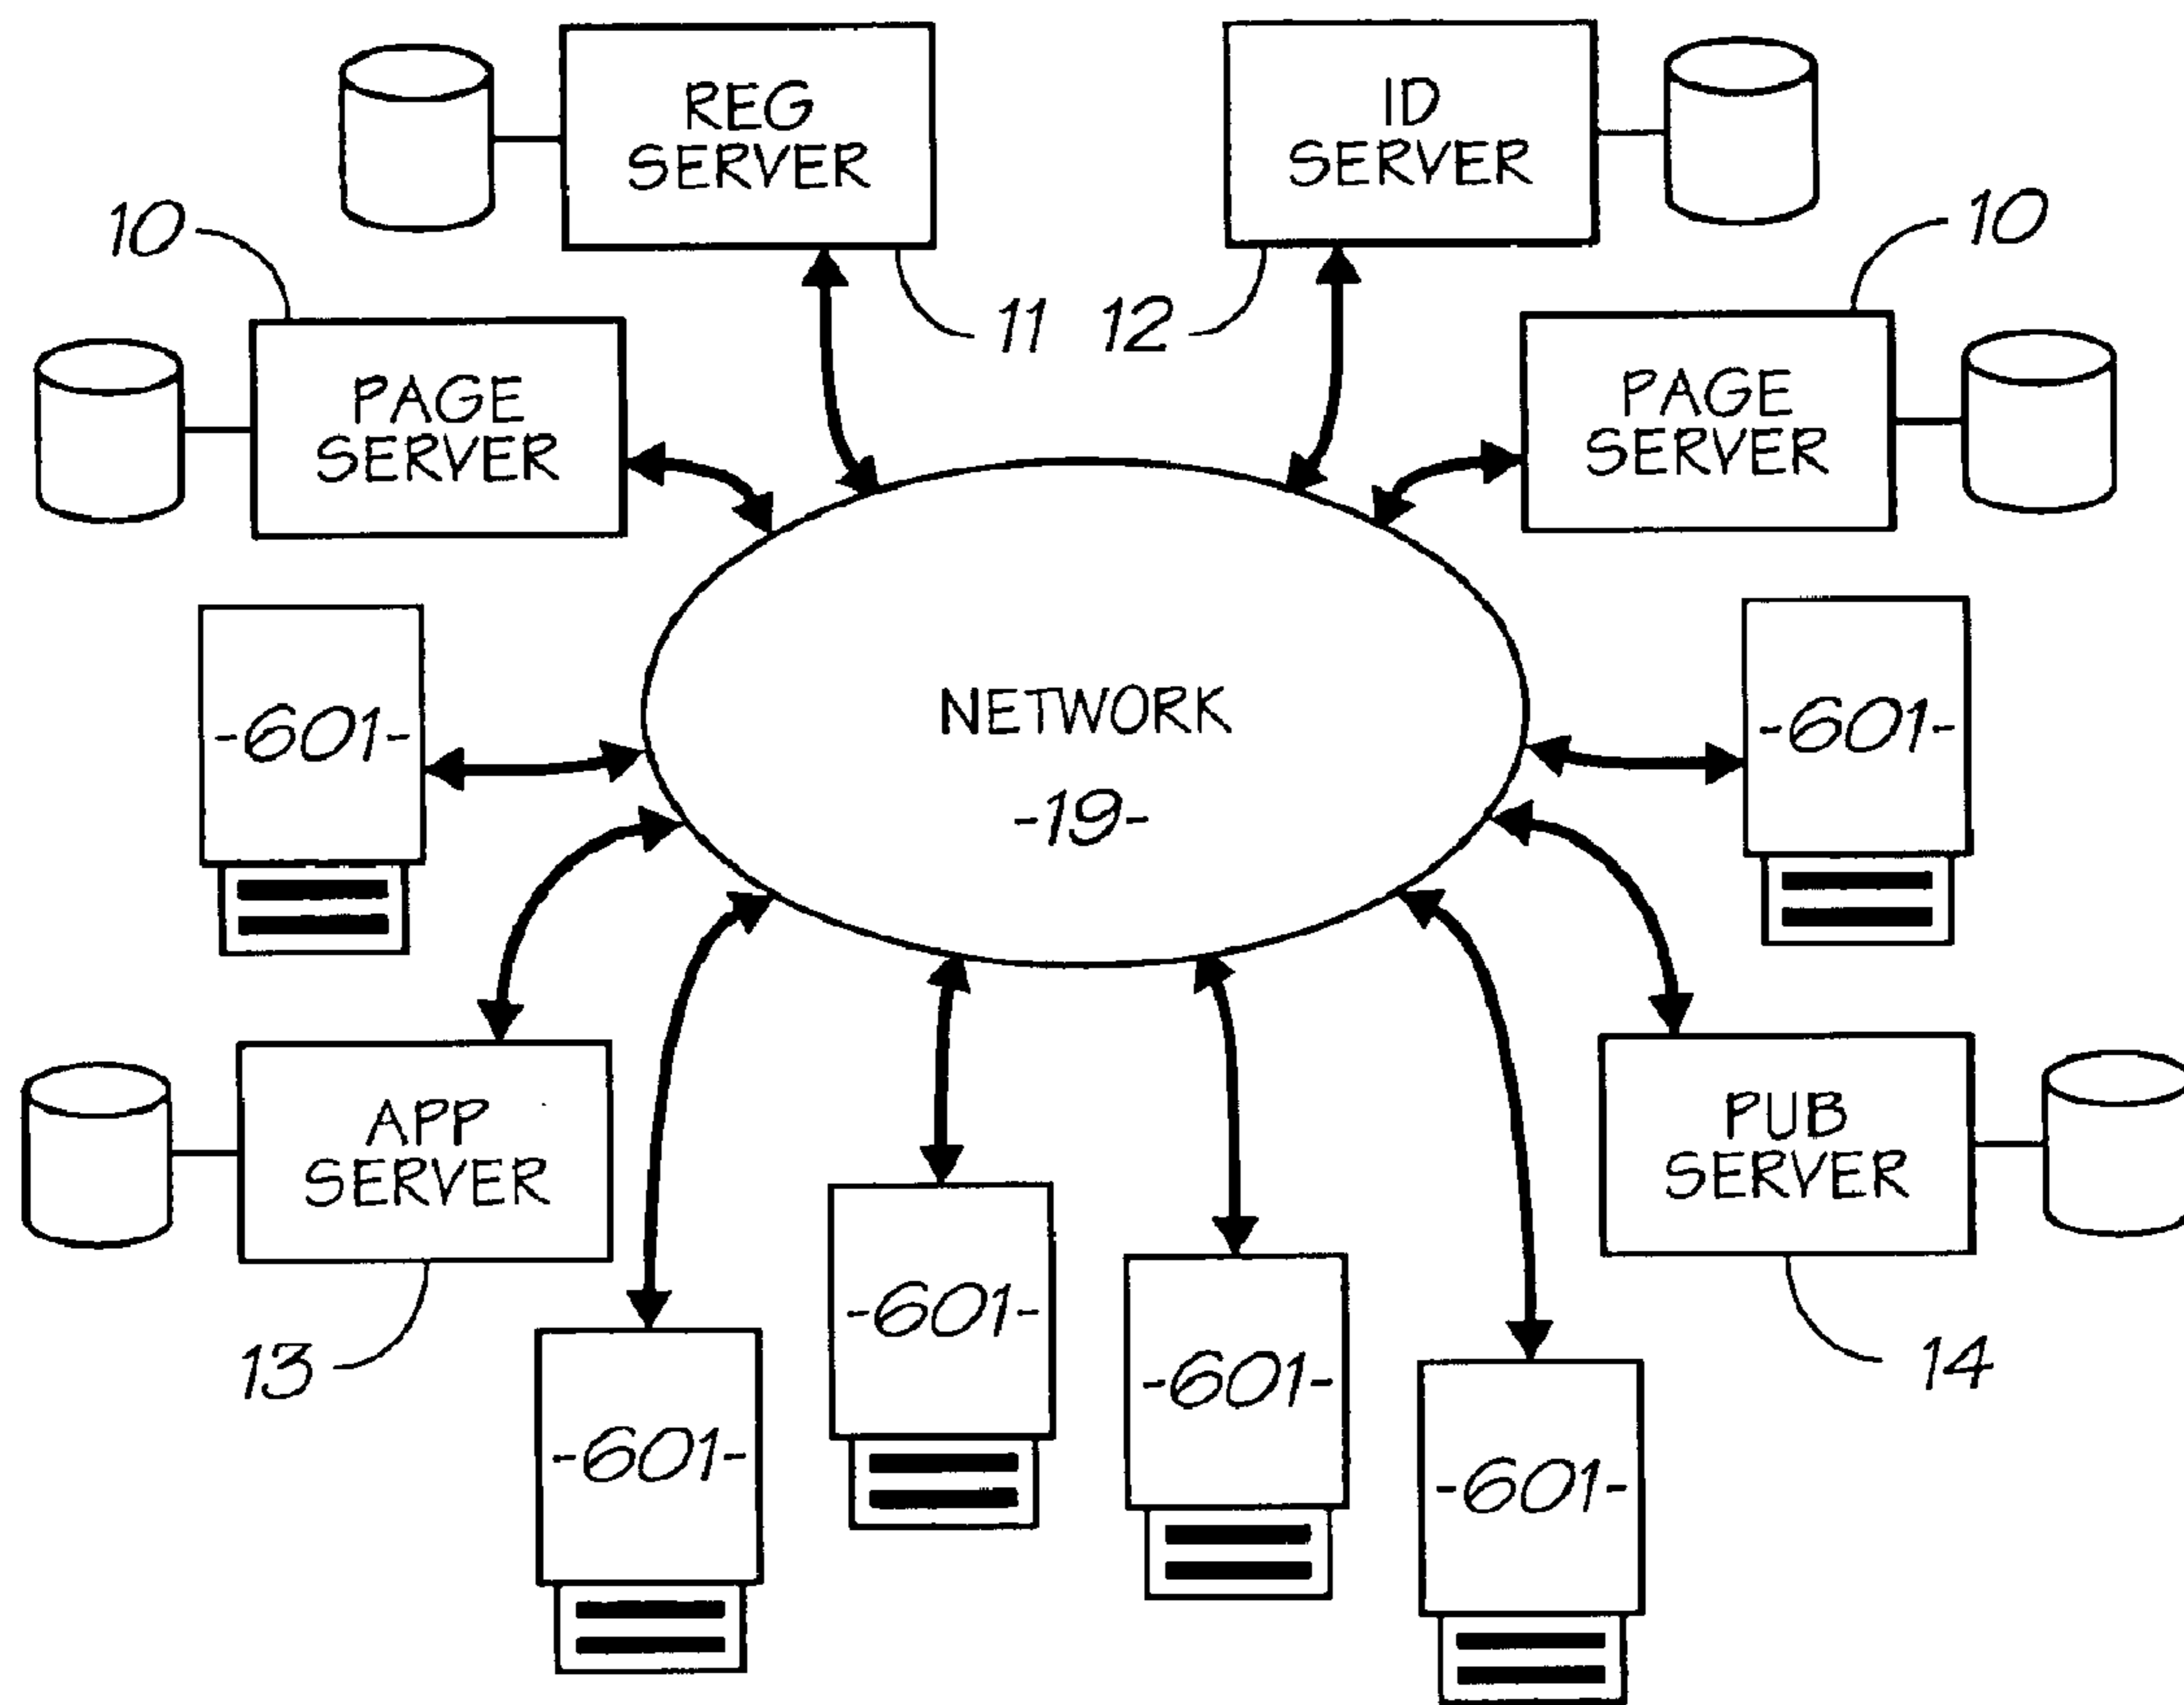 REG
SERVER
ID
SERVER
10
10
11
12
PAGE
SERVER
PAGE
SERVER
-601-
NETWORK
-19-
-601-
APP
SERVER
PUB
SERVER
13
14
-601-
-601-
-601-
-601-